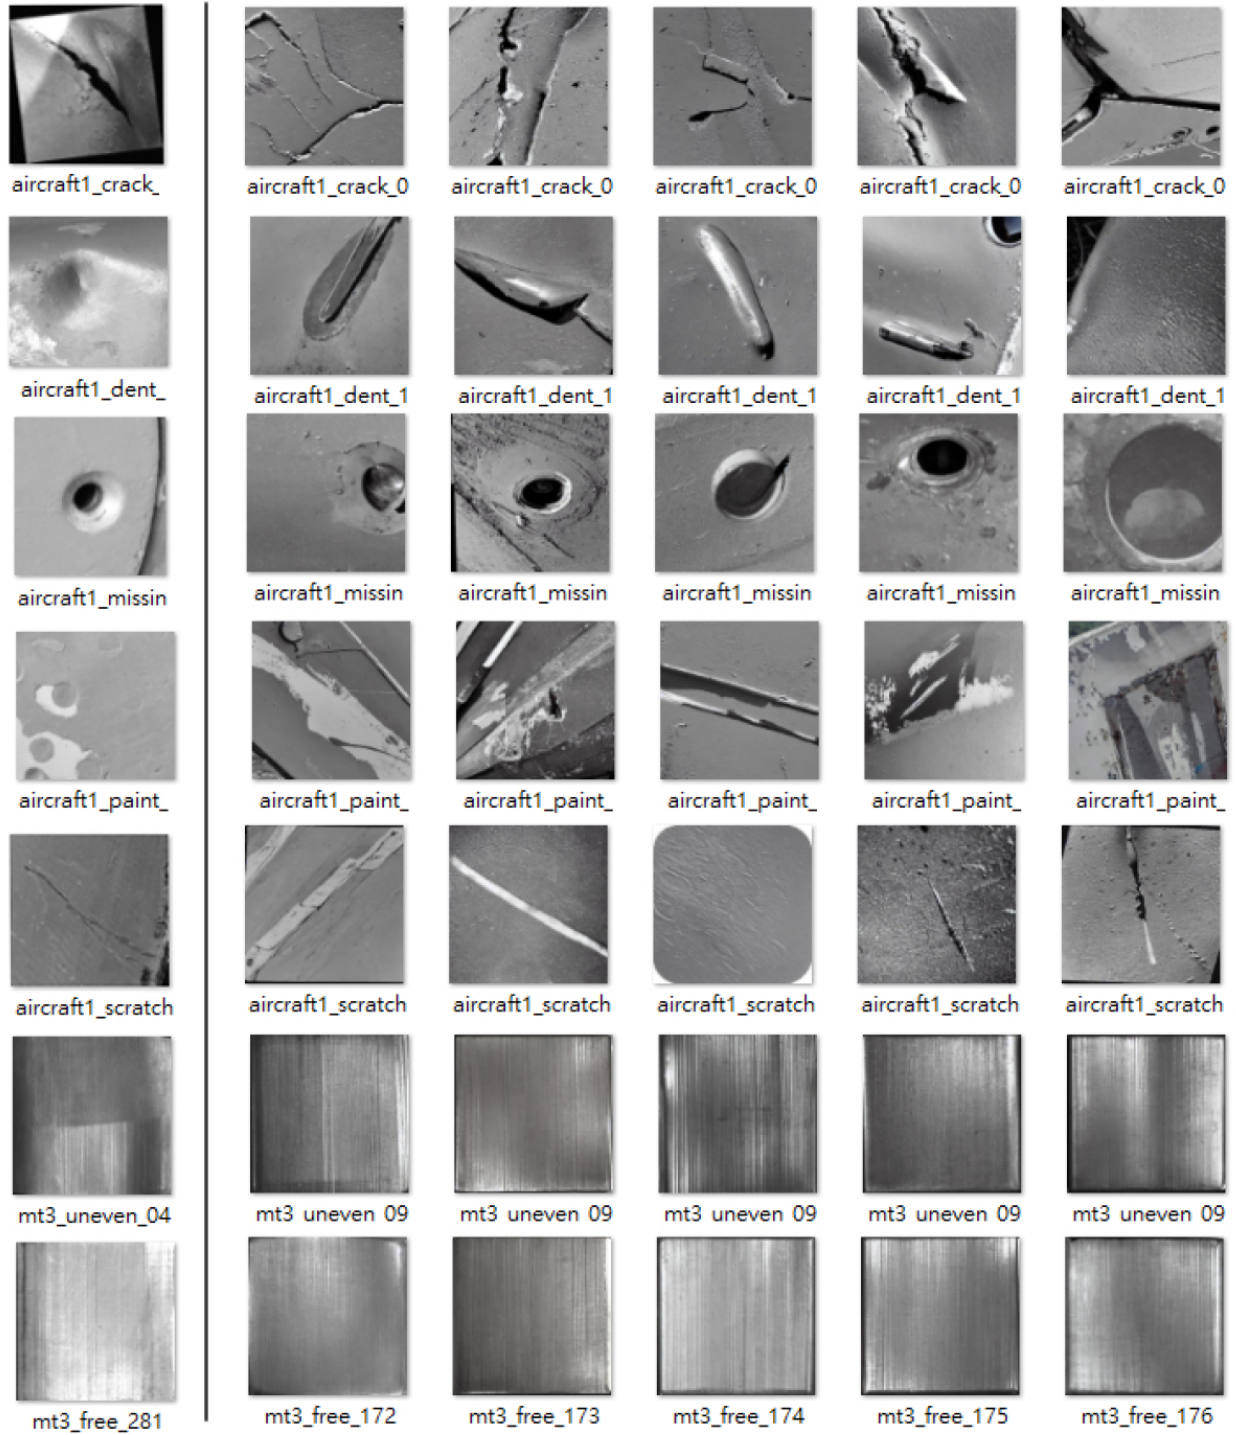 aircraft1_crack_
aircraft1_crack_0
aircraft1_crack_0
aircraft1_crack_0
aircraft1_crack_0
aircraft1_crack_0
aircraft1_dent_
aircraft1_dent_1
aircraft1_dent_1
aircraft1_dent_1
aircraft1_dent_1
aircraft1_dent_1
aircraft1_missin
aircraft1_missin
aircraft1_missin
aircraft1_missin
aircraft1_missin
aircraft1_missin
aircraft1_paint_
aircraft1_paint_
aircraft1_paint_
aircraft1_paint_
aircraft1_paint_
aircraft1_paint_
aircraft1_scratch
aircraft1_scratch
aircraft1_scratch
aircraft1_scratch
aircraft1_scratch
aircraft1_scratch
mt3_uneven_04
mt3 uneven 09
mt3 uneven 09
mt3 uneven 09
mt3 uneven 09
mt3 uneven 09
mt3_free_281
mt3_free_172
mt3_free_173
mt3_free_174
mt3_free_175
mt3_free_176